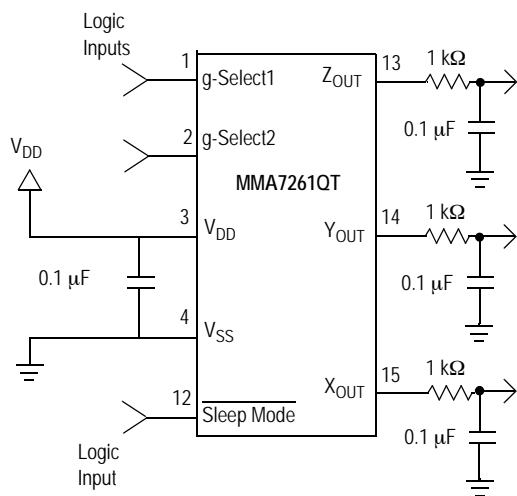 Logic
Inputs
1
g-Select1
2
g-Select2
MMA7261QT
V_DD
3
V_DD
0.1 μF
4
V_SS
12
Sleep Mode
Logic
Input
13
Z_OUT
1 kΩ
0.1 μF
14
Y_OUT
1 kΩ
0.1 μF
15
X_OUT
1 kΩ
0.1 μF